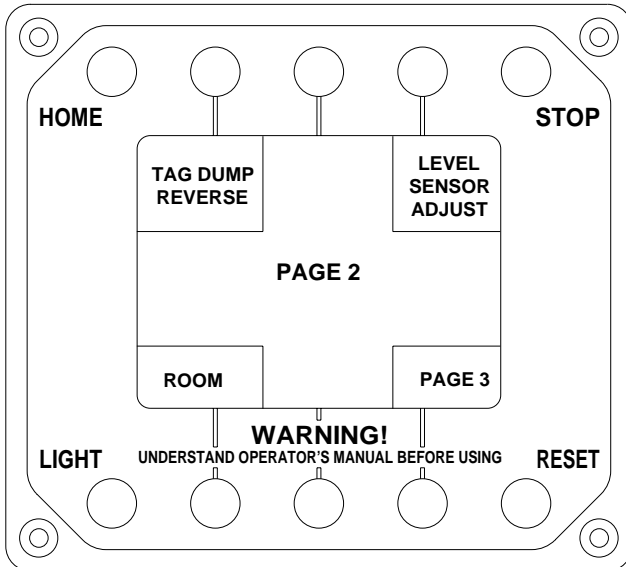 HOME
STOP
TAG DUMP
REVERSE
LEVEL
SENSOR
ADJUST
PAGE 2
ROOM
PAGE 3
WARNING!
LIGHT
UNDERSTAND OPERATOR'S MANUAL BEFORE USING
RESET